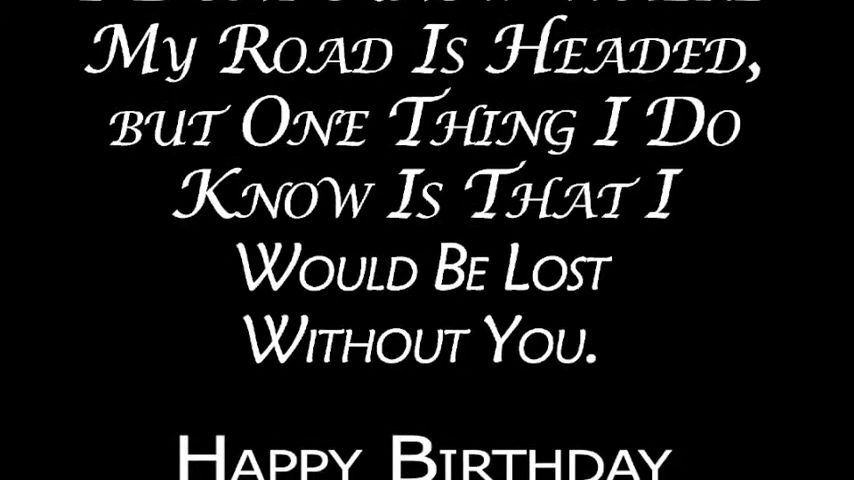 My Road Is Headed,
but One Thing I Do
Know Is That I
Would Be Lost
Without You.
Happy Birthday